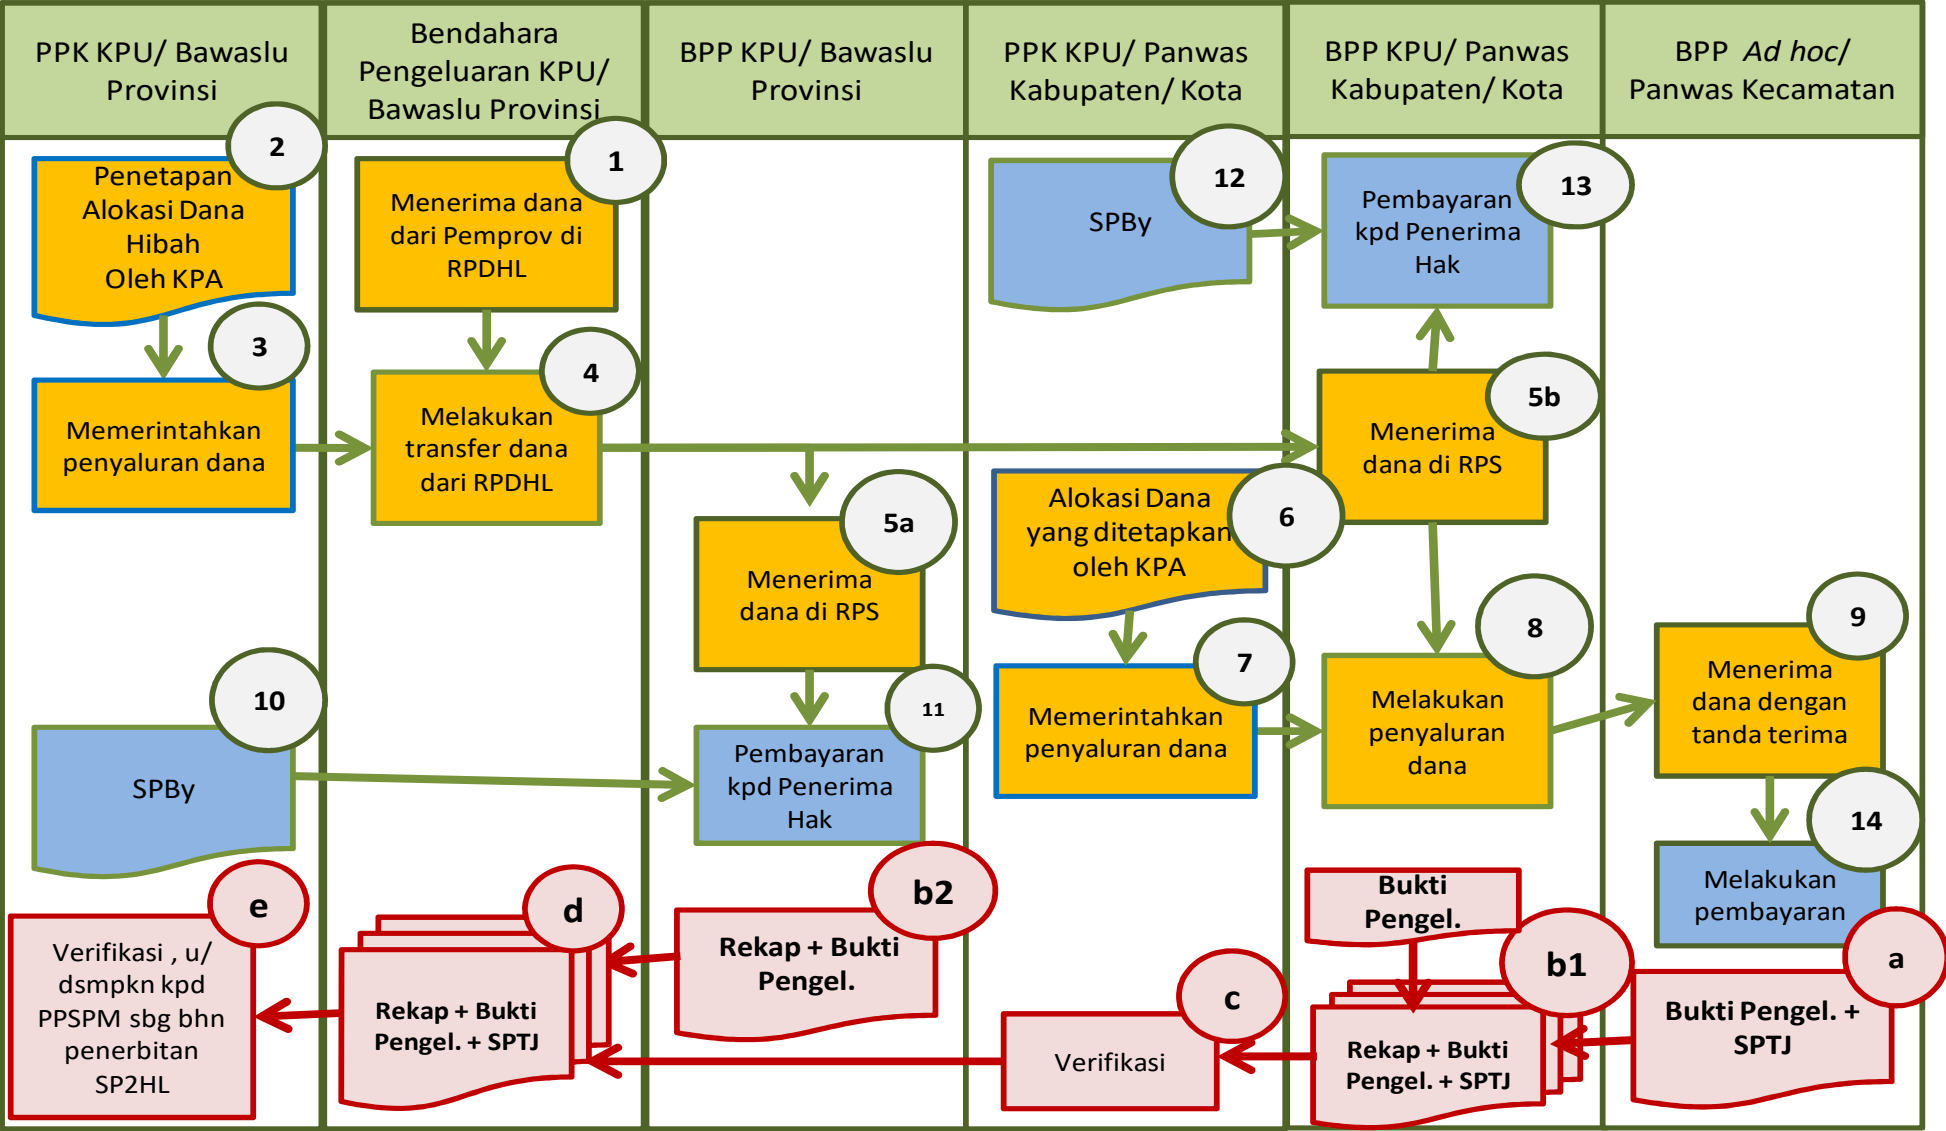 PPK KPU/ Bawaslu
Provinsi
Bendahara
Pengeluaran KPU/
Bawaslu Provinsi
BPP KPU/ Bawaslu
Provinsi
PPK KPU/ Panwas
Kabupaten/ Kota
BPP KPU/ Panwas
Kabupaten/ Kota
BPP Ad hoc/
Panwas Kecamatan
2
Penetapan
Alokasi Dana
Hibah
Oleh KPA
1
Menerima dana
dari Pemprov di
RPDHL
12
SPBy
13
Pembayaran
kpd Penerima
Hak
3
Memerintahkan
penyaluran dana
4
Melakukan
transfer dana
dari RPDHL
5b
Menerima
dana di RPS
5a
Menerima
dana di RPS
6
Alokasi Dana
yang ditetapkan
oleh KPA
7
Memerintahkan
penyaluran dana
8
Melakukan
penyaluran
dana
9
Menerima
dana dengan
tanda terima
10
SPBy
11
Pembayaran
kpd Penerima
Hak
14
Melakukan
pembayaran
e
Verifikasi , u/
dsmpkn kpd
PPSPM sbg bhn
penerbitan
SP2HL
d
Rekap + Bukti
Pengel. + SPTJ
b2
Rekap + Bukti
Pengel.
c
Verifikasi
Bukti
Pengel.
b1
Rekap + Bukti
Pengel. + SPTJ
a
Bukti Pengel. +
SPTJ